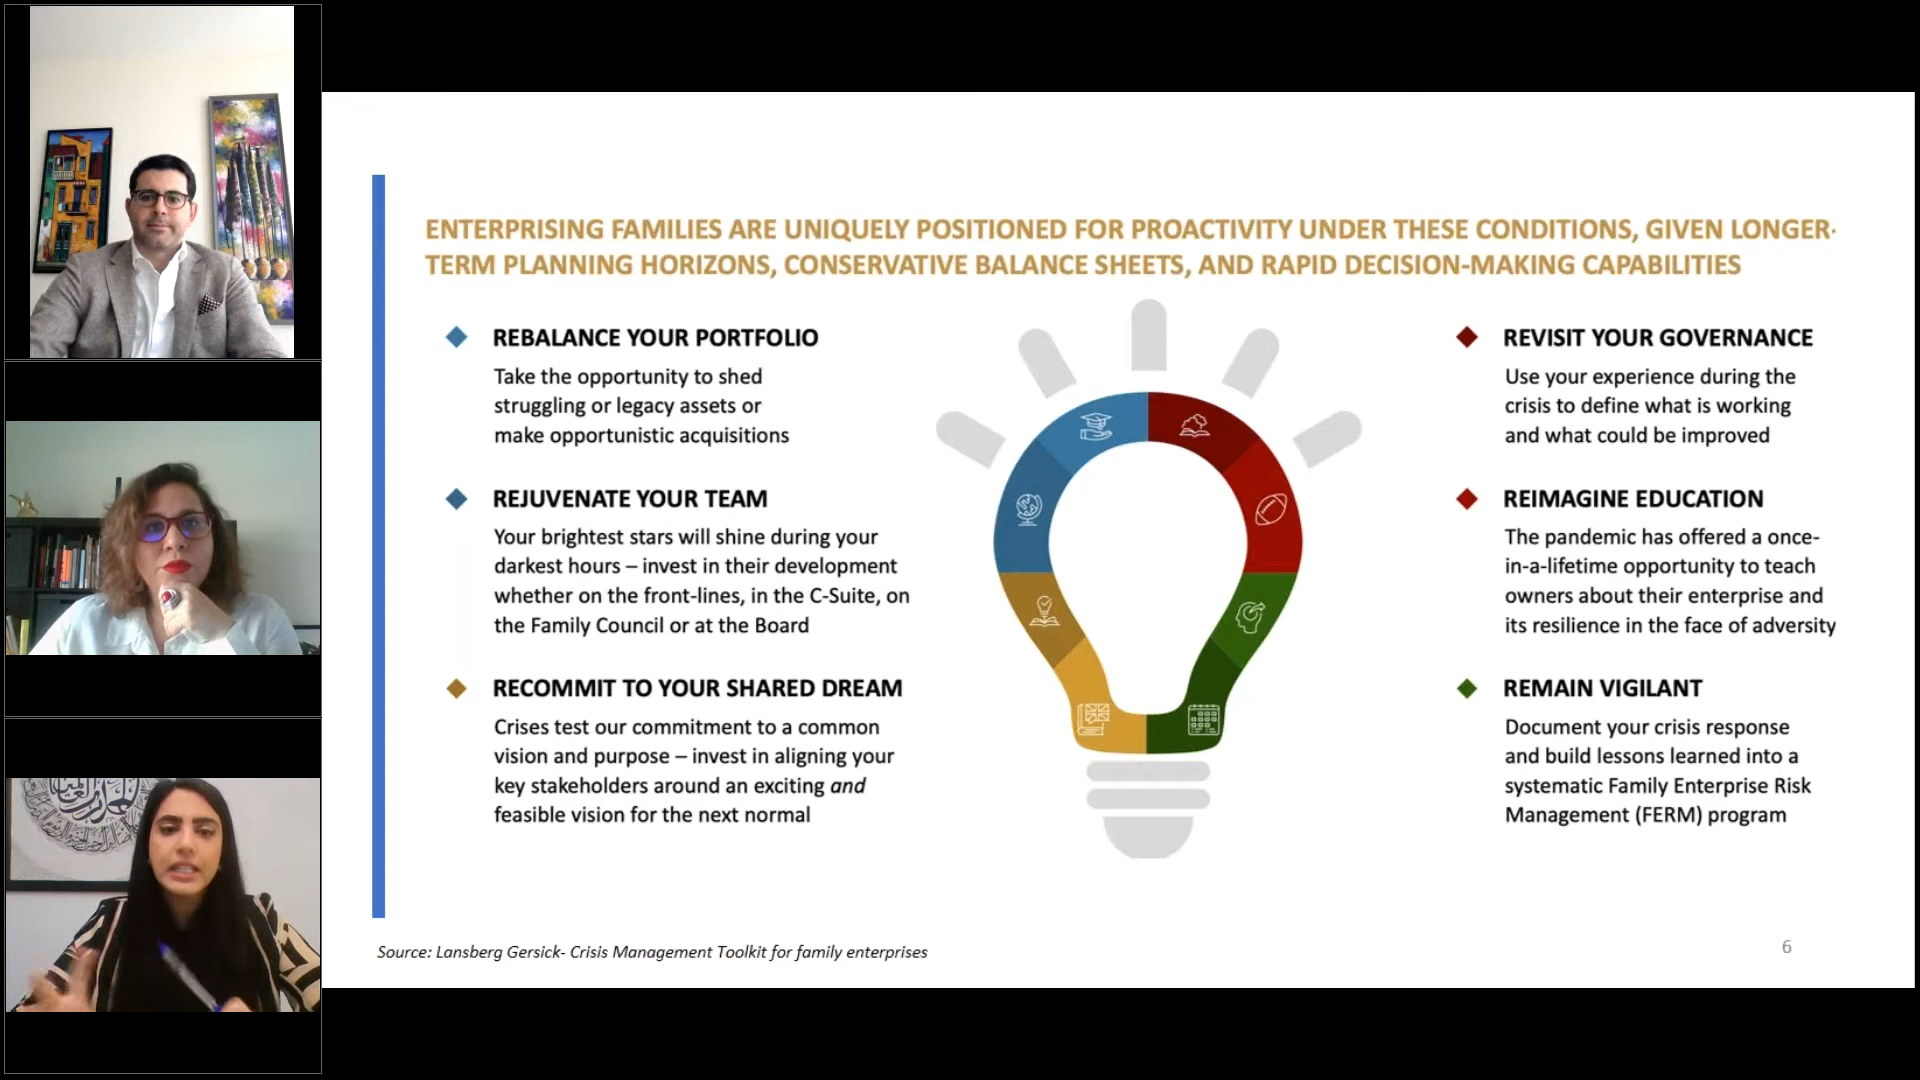 ENTERPRISING FAMILIES ARE UNIQUELY POSITIONED FOR PROACTIVITY UNDER THESE CONDITIONS, GIVEN LONGER-
TERM PLANNING HORIZONS, CONSERVATIVE BALANCE SHEETS, AND RAPID DECISION-MAKING CAPABILITIES
REBALANCE YOUR PORTFOLIO
Take the opportunity to shed
struggling or legacy assets or
make opportunistic acquisitions
REJUVENATE YOUR TEAM
Your brightest stars will shine during your
darkest hours – invest in their development
whether on the front-lines, in the C-Suite, on
the Family Council or at the Board
RECOMMIT TO YOUR SHARED DREAM
Crises test our commitment to a common
vision and purpose – invest in aligning your
key stakeholders around an exciting and
feasible vision for the next normal
REVISIT YOUR GOVERNANCE
Use your experience during the
crisis to define what is working
and what could be improved
REIMAGINE EDUCATION
The pandemic has offered a once-
in-a-lifetime opportunity to teach
owners about their enterprise and
its resilience in the face of adversity
REMAIN VIGILANT
Document your crisis response
and build lessons learned into a
systematic Family Enterprise Risk
Management (FERM) program
Source: Lansberg Gersick- Crisis Management Toolkit for family enterprises
6